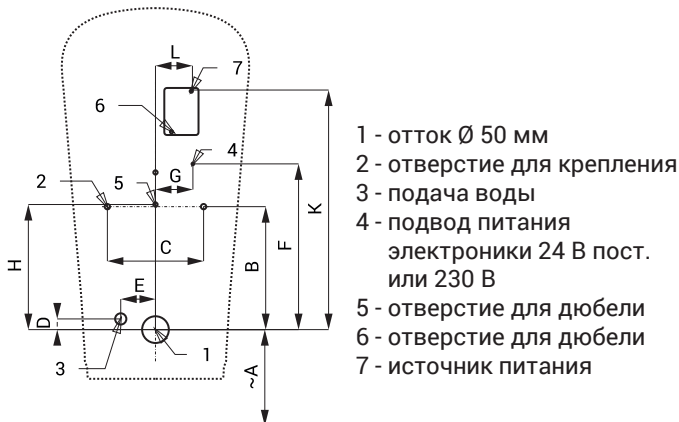 L
7
6
4
2
5
G
K
H
C
B
F
E
D
3
1
~A
1 - отток Ø 50 мм
2 - отверстие для крепления
3 - подача воды
4 - подвод питания
электроники 24 В пост.
или 230 В
5 - отверстие для дюбели
6 - отверстие для дюбели
7 - источник питания